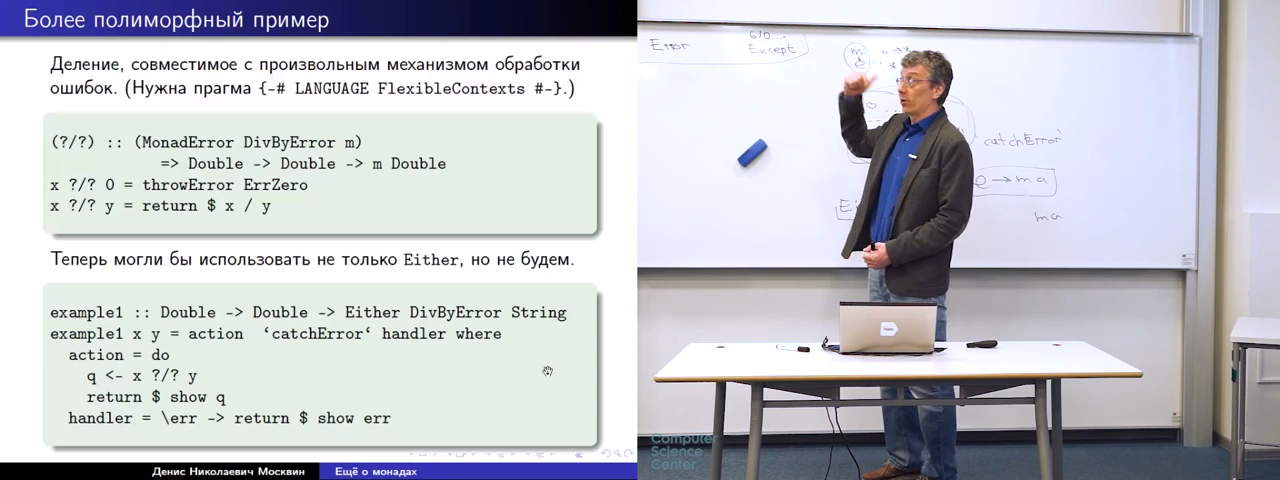 Более полиморфный пример
Деление, совместимое с произвольным механизмом обработки
ошибок. (Нужна прагма {-# LANGUAGE FlexibleContexts #-}.)
(?/?) :: (MonadError DivByError m)
=> Double -> Double -> m Double
x ?/? 0 = throwError ErrZero
x ?/? y = return $ x / y
Теперь могли бы использовать не только Either, но не будем.
example1 :: Double -> Double -> Either DivByError String
example1 x y = action ‘catchError‘ handler where
action = do
q <- x ?/? y
return $ show q
handler = \err -> return $ show err
Денис Николаевич Москвин
Ещё о монадах
Error
Except
catchError
e → m a
m a
Computer
Science
Center